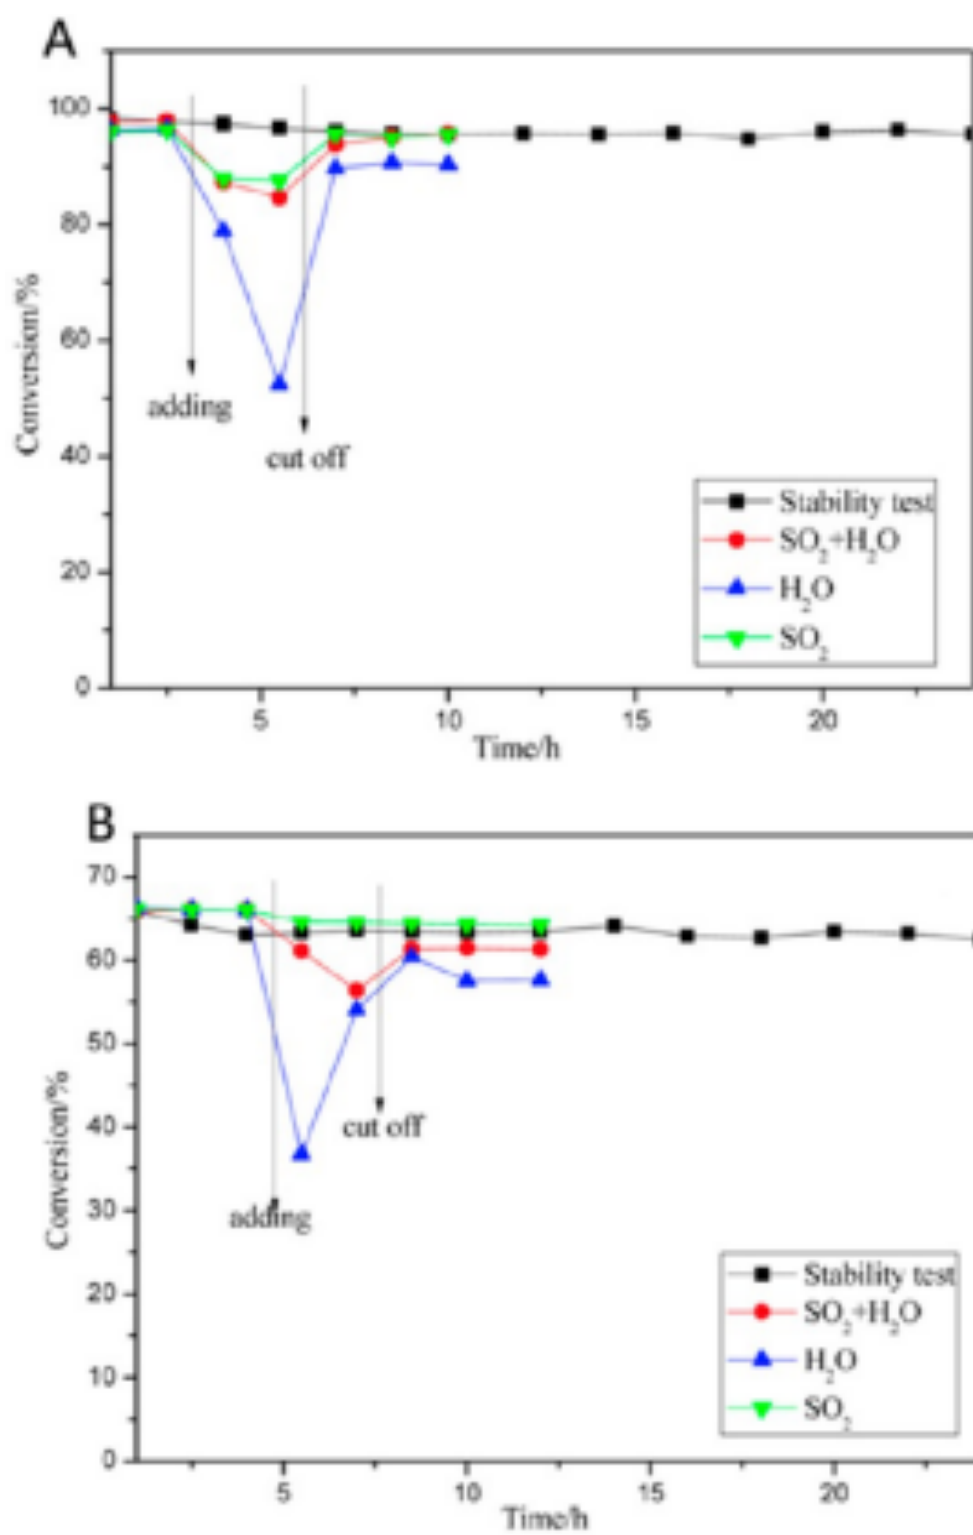 A
100
80
60
40
20
0
Conversion/%
adding
cut off
Stability test
SO₂+H₂O
H₂O
SO₂
5
10
15
20
Time/h
B
70
60
50
40
30
20
10
0
Conversion/%
cut off
adding
Stability test
SO₂+H₂O
H₂O
SO₂
5
10
15
20
Time/h